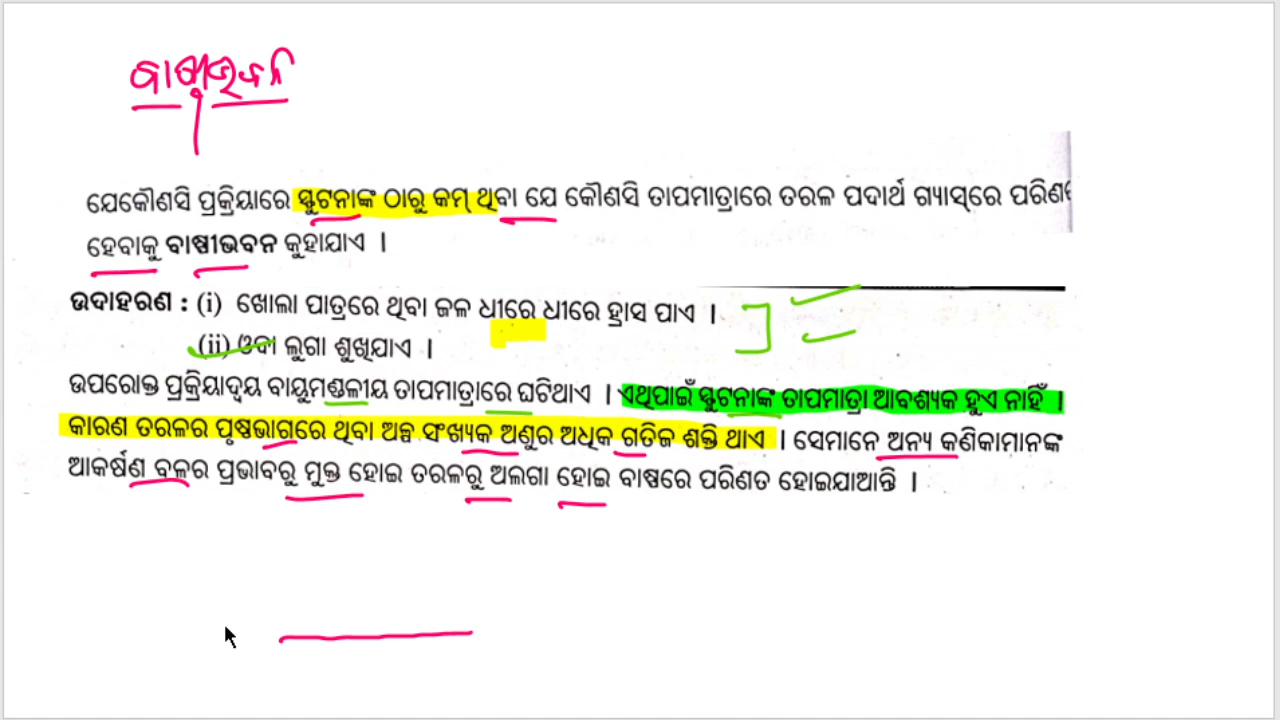 ବାଷ୍ପୀଭବନ
ଯେକୌଣସି ପ୍ରକ୍ରିୟାରେ ସ୍ଫୁଟନାଙ୍କ ଠାରୁ କମ୍ ଥିବା ଯେ କୌଣସି ତାପମାତ୍ରାରେ ତରଳ ପଦାର୍ଥ ଗ୍ୟାସ୍‌ରେ ପରିଣତ
ହେବାକୁ ବାଷ୍ପୀଭବନ କୁହାଯାଏ ।
ଉଦାହରଣ : (i) ଖୋଲା ପାତ୍ରରେ ଥିବା ଜଳ ଧୀରେ ଧୀରେ ହ୍ରାସ ପାଏ ।
(ii) ଓଦା ଲୁଗା ଶୁଖିଯାଏ ।
ଉପରୋକ୍ତ ପ୍ରକ୍ରିୟାଦ୍ୱୟ ବାୟୁମଣ୍ଡଳୀୟ ତାପମାତ୍ରାରେ ଘଟିଥାଏ । ଏଥିପାଇଁ ସ୍ଫୁଟନାଙ୍କ ତାପମାତ୍ରା ଆବଶ୍ୟକ ହୁଏ ନାହିଁ ।
କାରଣ ତରଳର ପୃଷ୍ଠଭାଗରେ ଥିବା ଅଳ୍ପ ସଂଖ୍ୟକ ଅଣୁର ଅଧିକ ଗତିଜ ଶକ୍ତି ଥାଏ । ସେମାନେ ଅନ୍ୟ କଣିକାମାନଙ୍କ
ଆକର୍ଷଣ ବଳର ପ୍ରଭାବରୁ ମୁକ୍ତ ହୋଇ ତରଳରୁ ଅଲଗା ହୋଇ ବାଷ୍ପରେ ପରିଣତ ହୋଇଯାଆନ୍ତି ।